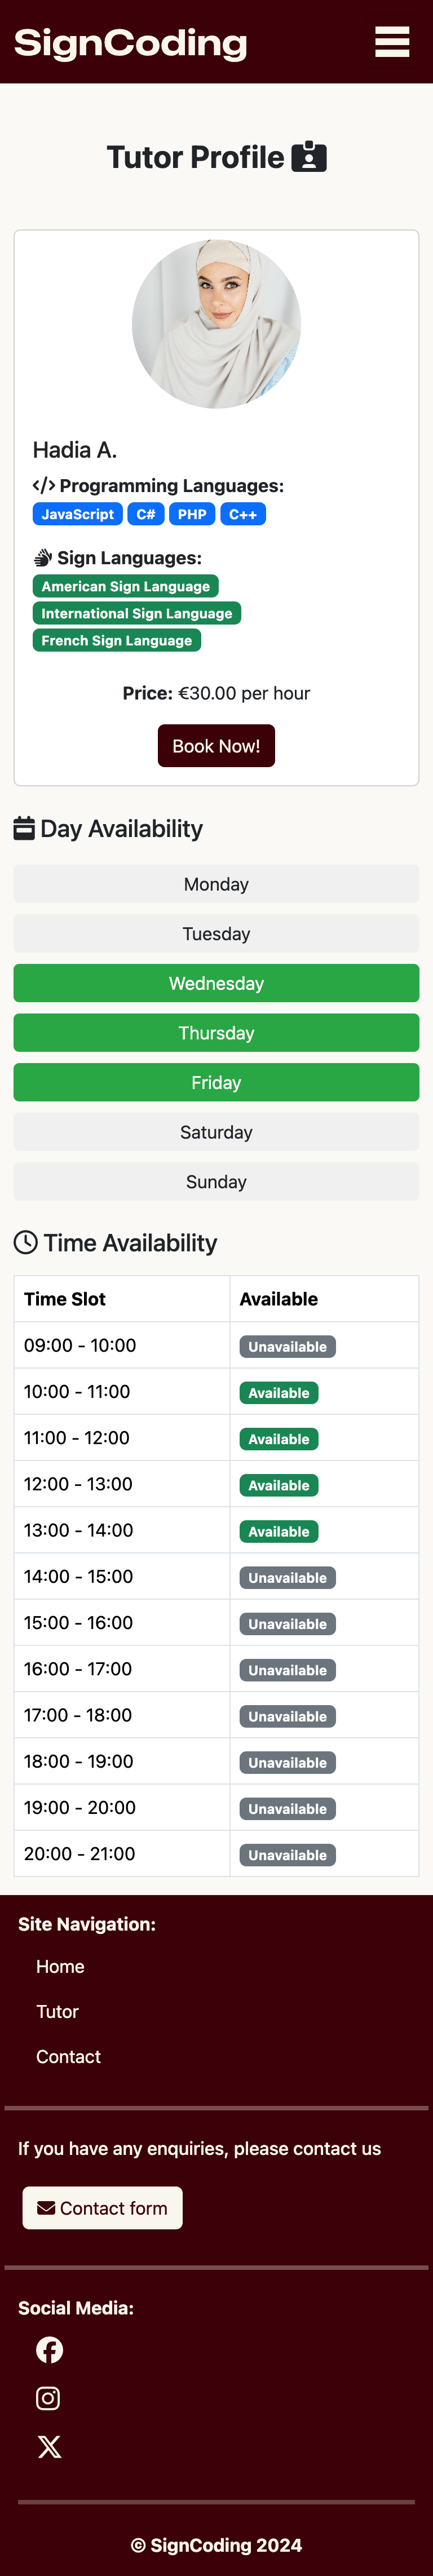 SignCoding
Tutor Profile
Hadia A.
Programming Languages:
JavaScript C# PHP C++
Sign Languages:
American Sign Language
International Sign Language
French Sign Language
Price: €30.00 per hour
Book Now!
Day Availability
Monday
Tuesday
Wednesday
Thursday
Friday
Saturday
Sunday
Time Availability
Time Slot Available
09:00 - 10:00 Unavailable
10:00 - 11:00 Available
11:00 - 12:00 Available
12:00 - 13:00 Available
13:00 - 14:00 Available
14:00 - 15:00 Unavailable
15:00 - 16:00 Unavailable
16:00 - 17:00 Unavailable
17:00 - 18:00 Unavailable
18:00 - 19:00 Unavailable
19:00 - 20:00 Unavailable
20:00 - 21:00 Unavailable
Site Navigation:
Home
Tutor
Contact
If you have any enquiries, please contact us
Contact form
Social Media:
© SignCoding 2024